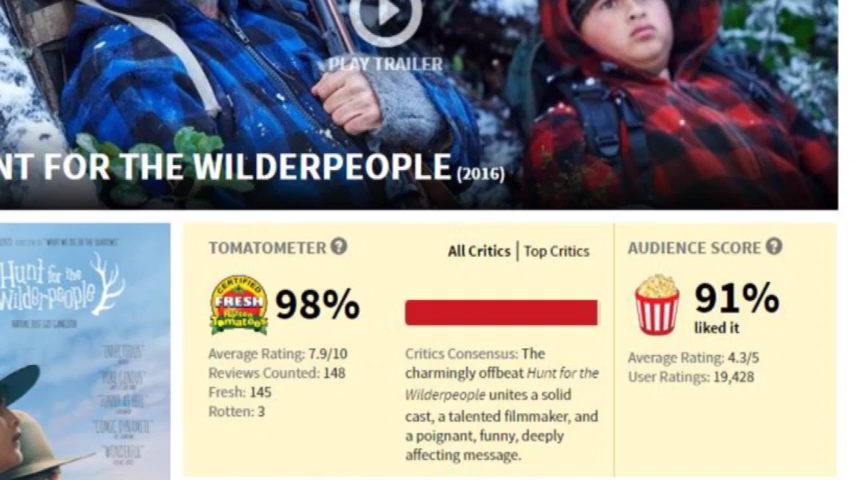 PLAY TRAILER
NT FOR THE WILDERPEOPLE (2016)
Hunt for the
Wilderpeople
TOMATOMETER ?
All Critics | Top Critics
CERTIFIED
FRESH
Rotten
Tomatoes
98%
Average Rating: 7.9/10
Reviews Counted: 148
Fresh: 145
Rotten: 3
Critics Consensus: The
charmingly offbeat Hunt for the
Wilderpeople unites a solid
cast, a talented filmmaker, and
a poignant, funny, deeply
affecting message.
AUDIENCE SCORE ?
91%
liked it
Average Rating: 4.3/5
User Ratings: 19,428